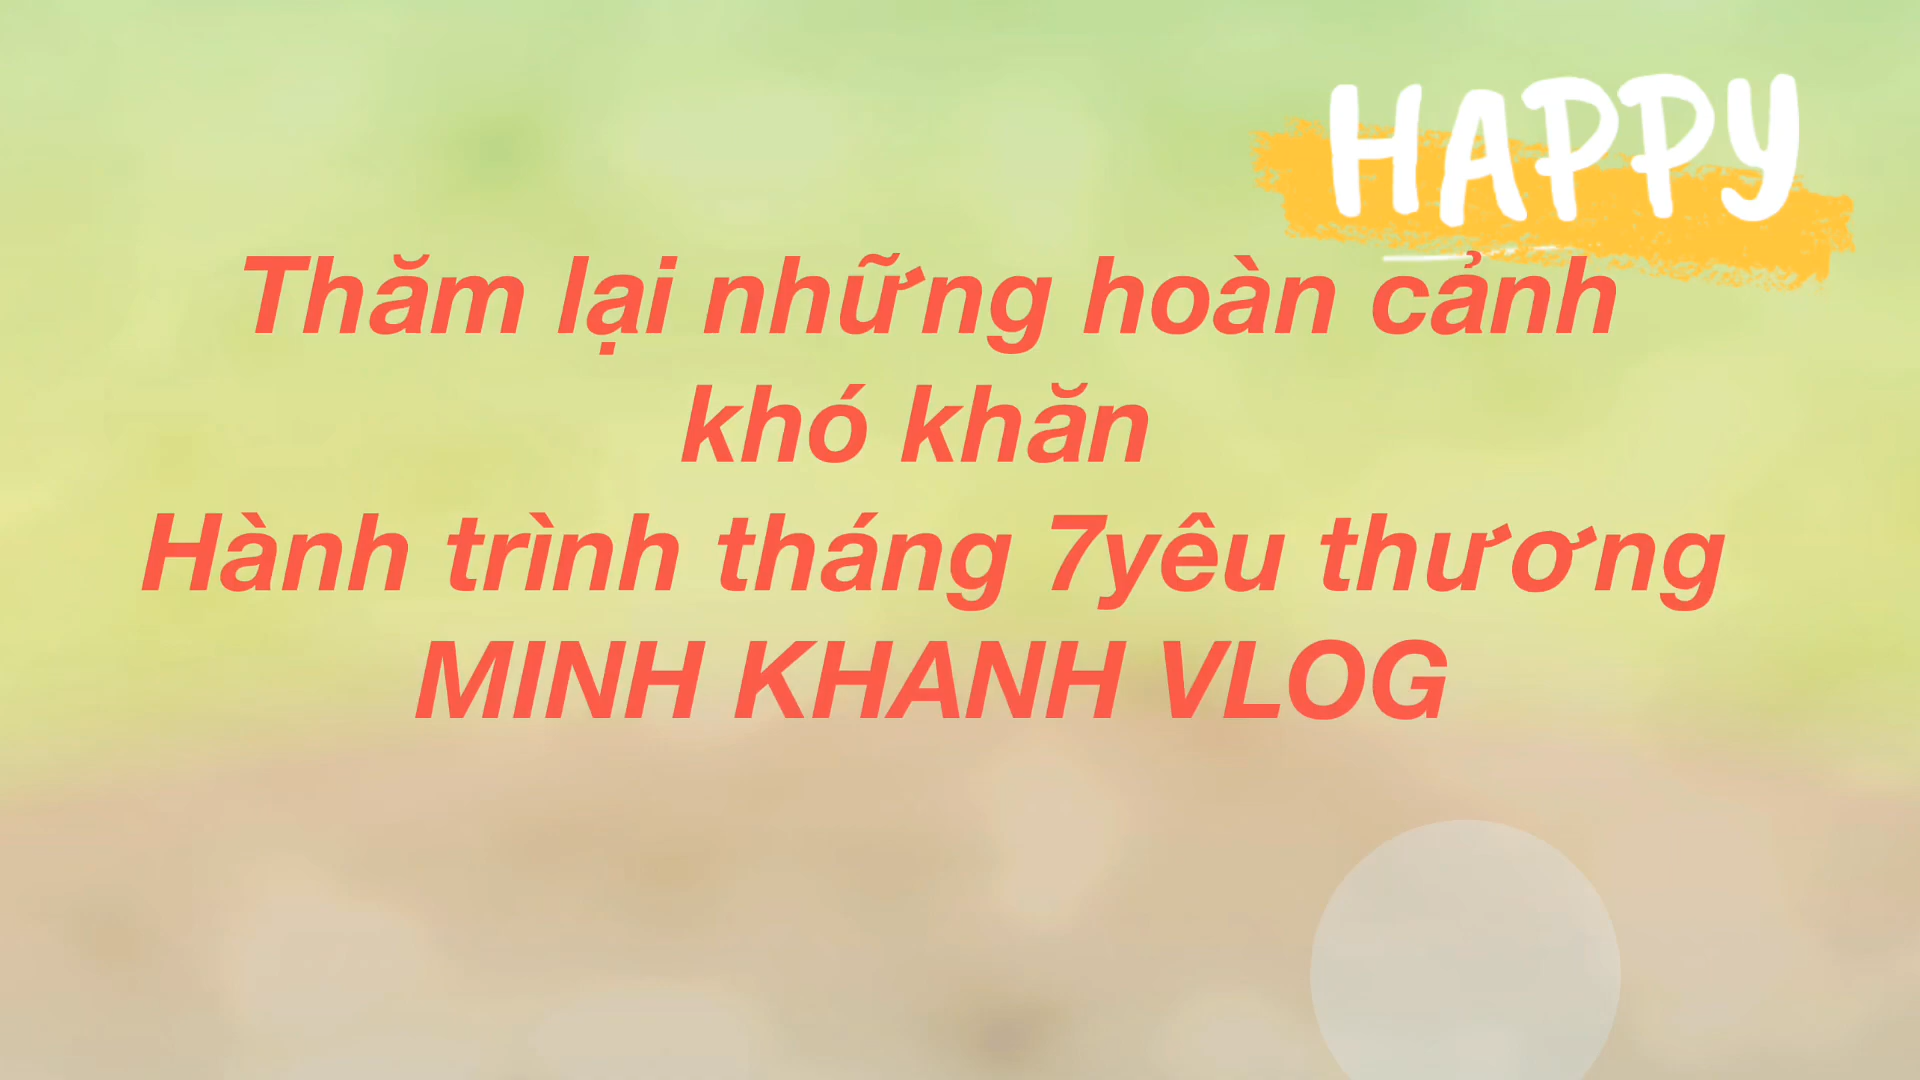 HAPPY
Thăm lại những hoàn cảnh
khó khăn
Hành trình tháng 7yêu thương
MINH KHANH VLOG